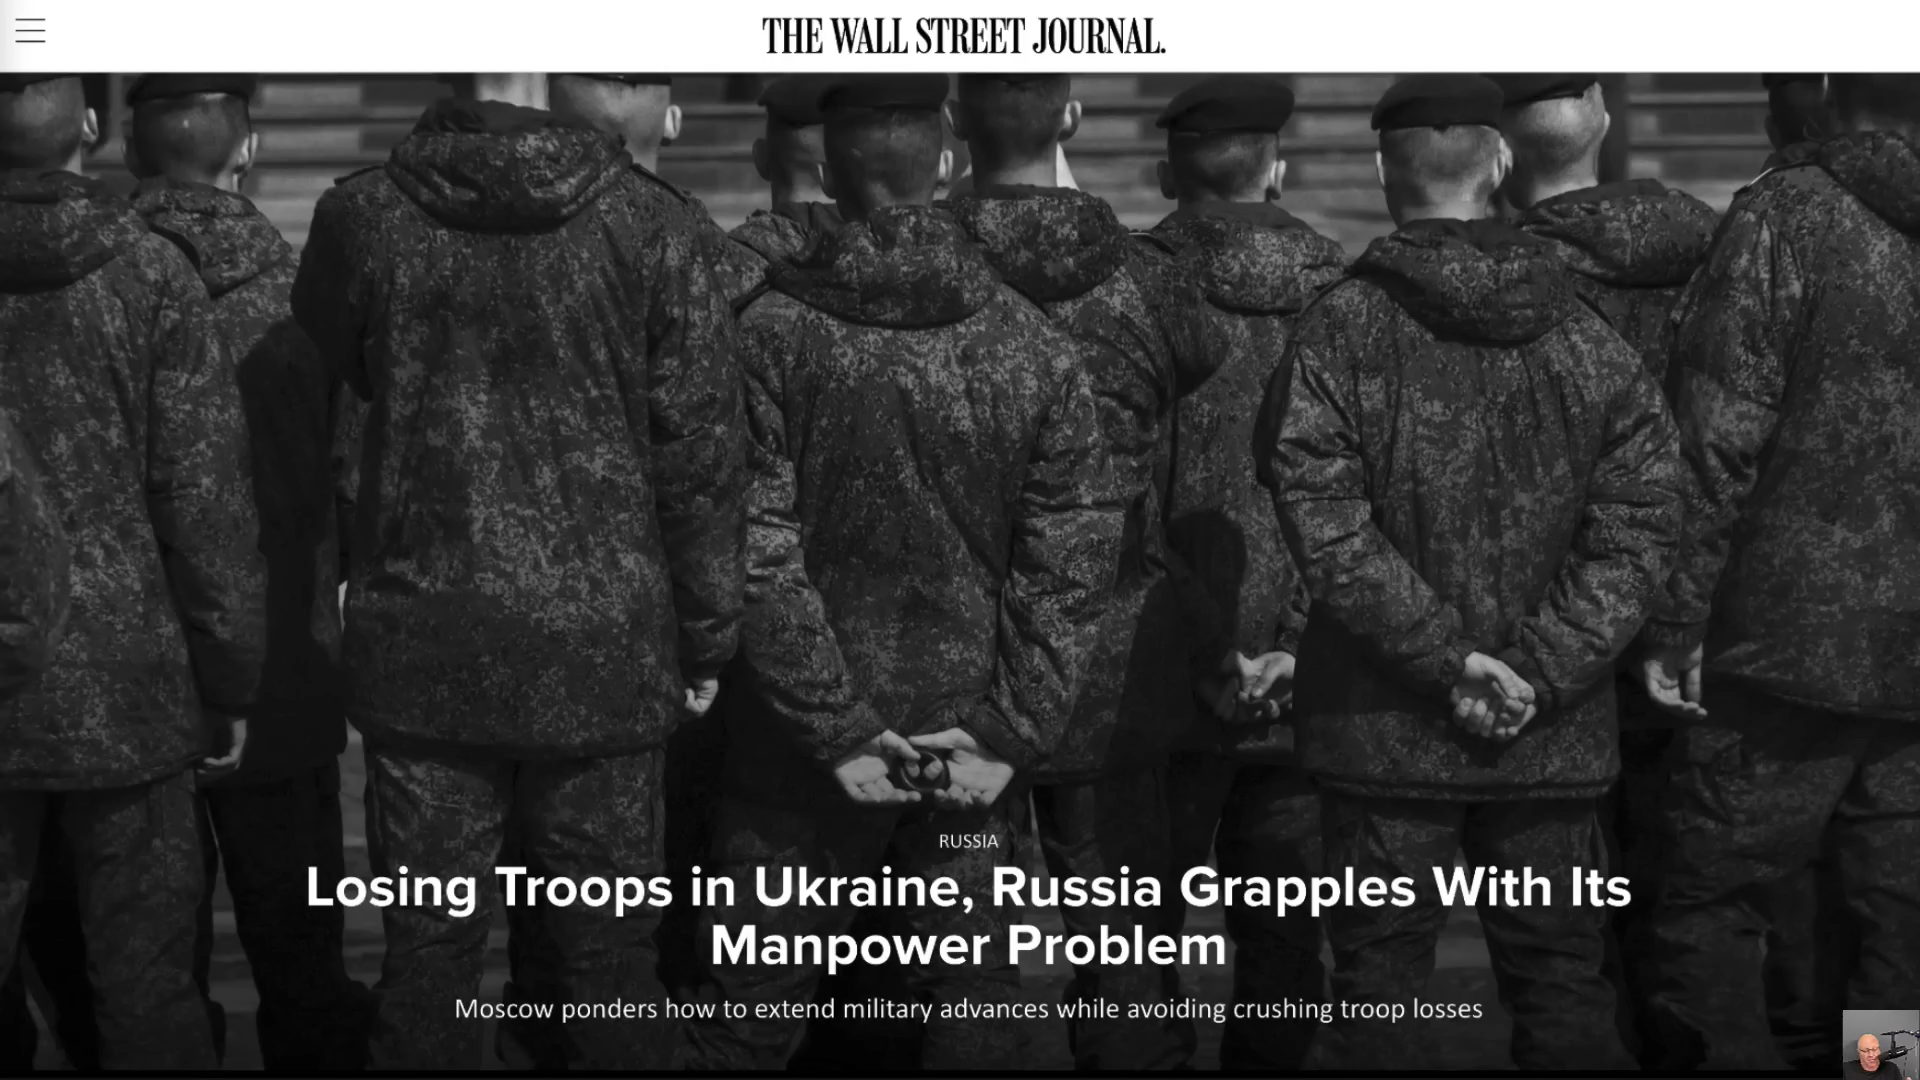 THE WALL STREET JOURNAL.
RUSSIA
Losing Troops in Ukraine, Russia Grapples With Its
Manpower Problem
Moscow ponders how to extend military advances while avoiding crushing troop losses